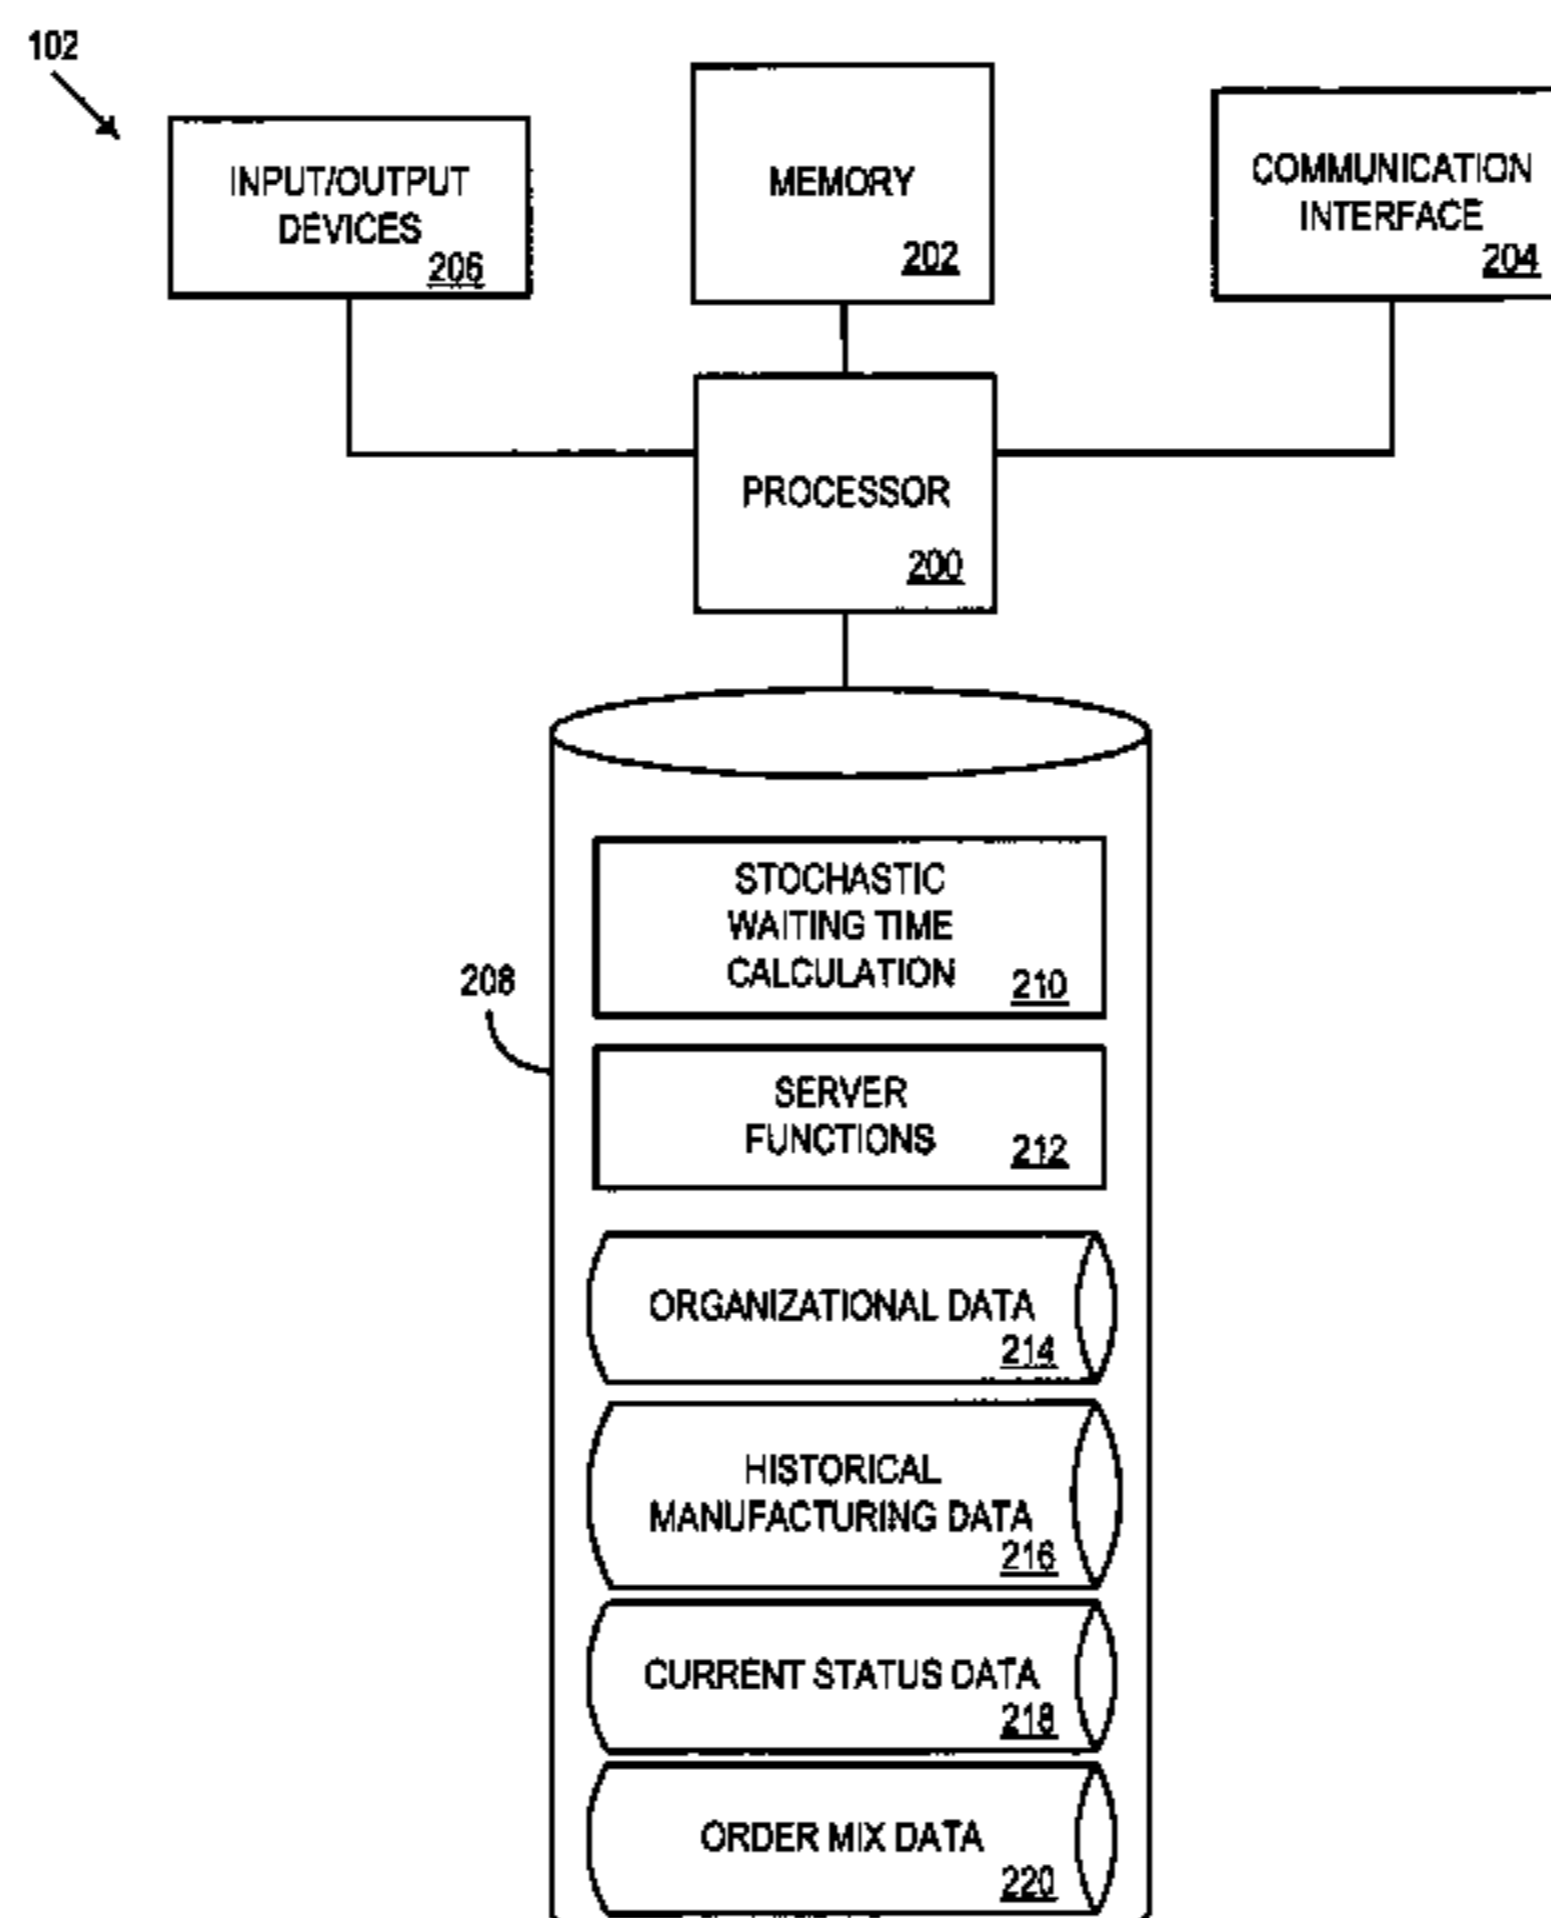 102
INPUT/OUTPUT
DEVICES
206
MEMORY
202
COMMUNICATION
INTERFACE
204
PROCESSOR
200
208
STOCHASTIC
WAITING TIME
CALCULATION
210
SERVER
FUNCTIONS
212
ORGANIZATIONAL DATA
214
HISTORICAL
MANUFACTURING DATA
216
CURRENT STATUS DATA
218
ORDER MIX DATA
220